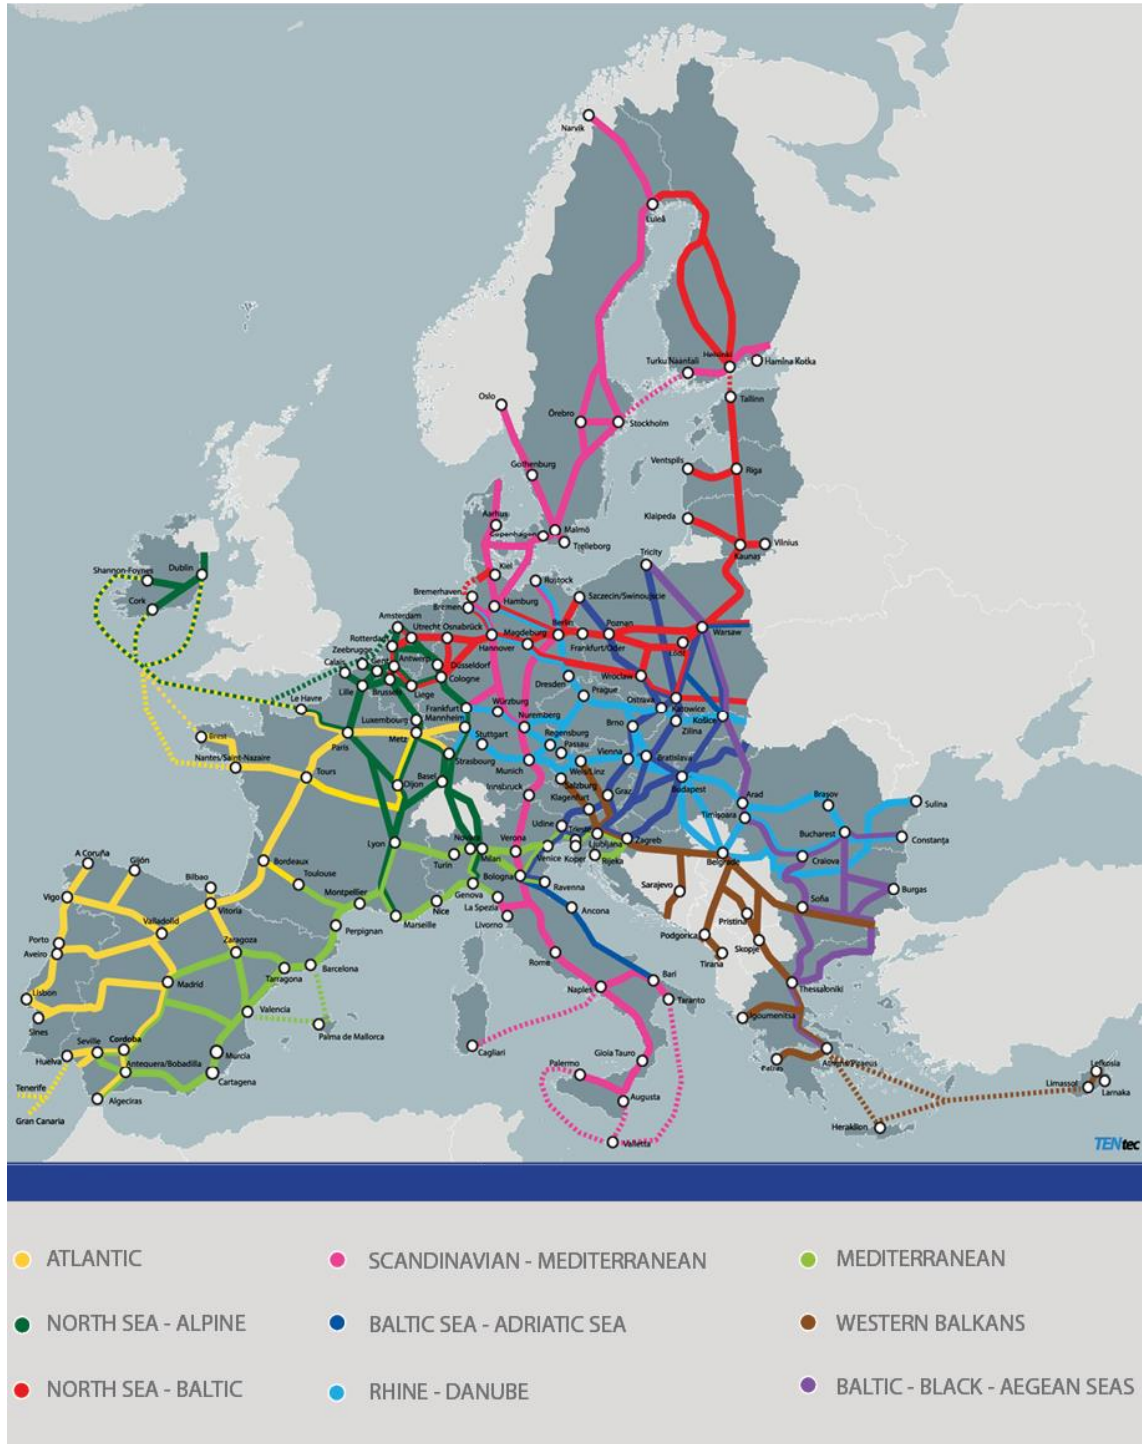 Narvik
Luleå
Turku Naantali
Helsinki
Hamina Kotka
Tallinn
Oslo
Örebro
Stockholm
Gothenburg
Ventspils
Riga
Klaipeda
Kaunas
Vilnius
Aarhus
Copenhagen
Malmö
Trelleborg
Tricity
Shannon-Foynes
Dublin
Cork
Kiel
Rostock
Szczecin/Swinoujscie
Bremerhaven
Bremen
Hamburg
Amsterdam
Utrecht
Osnabrück
Magdeburg
Berlin
Poznan
Warsaw
Rotterdam
Zeebrugge
Hannover
Frankfurt/Oder
Łódź
Calais
Gent
Antwerp
Düsseldorf
Cologne
Lille
Brussels
Liege
Dresden
Wroclaw
Prague
Ostrava
Katowice
Le Havre
Luxembourg
Frankfurt
Mannheim
Würzburg
Nuremberg
Brno
Zilina
Košice
Brest
Paris
Metz
Stuttgart
Regensburg
Passau
Vienna
Bratislava
Nantes/Saint-Nazaire
Strasbourg
Munich
Wels/Linz
Salzburg
Tours
Dijon
Basel
Innsbruck
Klagenfurt
Graz
Budapest
Arad
Timișoara
Brașov
Sulina
Udine
Trieste
Ljubljana
Zagreb
Bucharest
Constanța
Lyon
Novara
Milan
Turin
Verona
Venice
Koper
Rijeka
Belgrade
Craiova
A Coruña
Gijón
Bilbao
Bordeaux
Toulouse
Montpellier
Genova
Bologna
Ravenna
Sarajevo
Sofia
Burgas
Vigo
Vitoria
Nice
La Spezia
Livorno
Ancona
Pristina
Valladolid
Perpignan
Marseille
Podgorica
Skopje
Porto
Aveiro
Zaragoza
Tirana
Tarragona
Barcelona
Rome
Bari
Madrid
Naples
Taranto
Thessaloniki
Lisbon
Sines
Valencia
Palma de Mallorca
Igoumenitsa
Seville
Cordoba
Huelva
Antequera/Bobadilla
Murcia
Cagliari
Gioia Tauro
Patras
Athens/Piraeus
Lefkosia
Palermo
Cartagena
Limassol
Larnaka
Tenerife
Algeciras
Augusta
Gran Canaria
Heraklion
Valletta
TENtec
ATLANTIC
SCANDINAVIAN - MEDITERRANEAN
MEDITERRANEAN
NORTH SEA - ALPINE
BALTIC SEA - ADRIATIC SEA
WESTERN BALKANS
NORTH SEA - BALTIC
RHINE - DANUBE
BALTIC - BLACK - AEGEAN SEAS